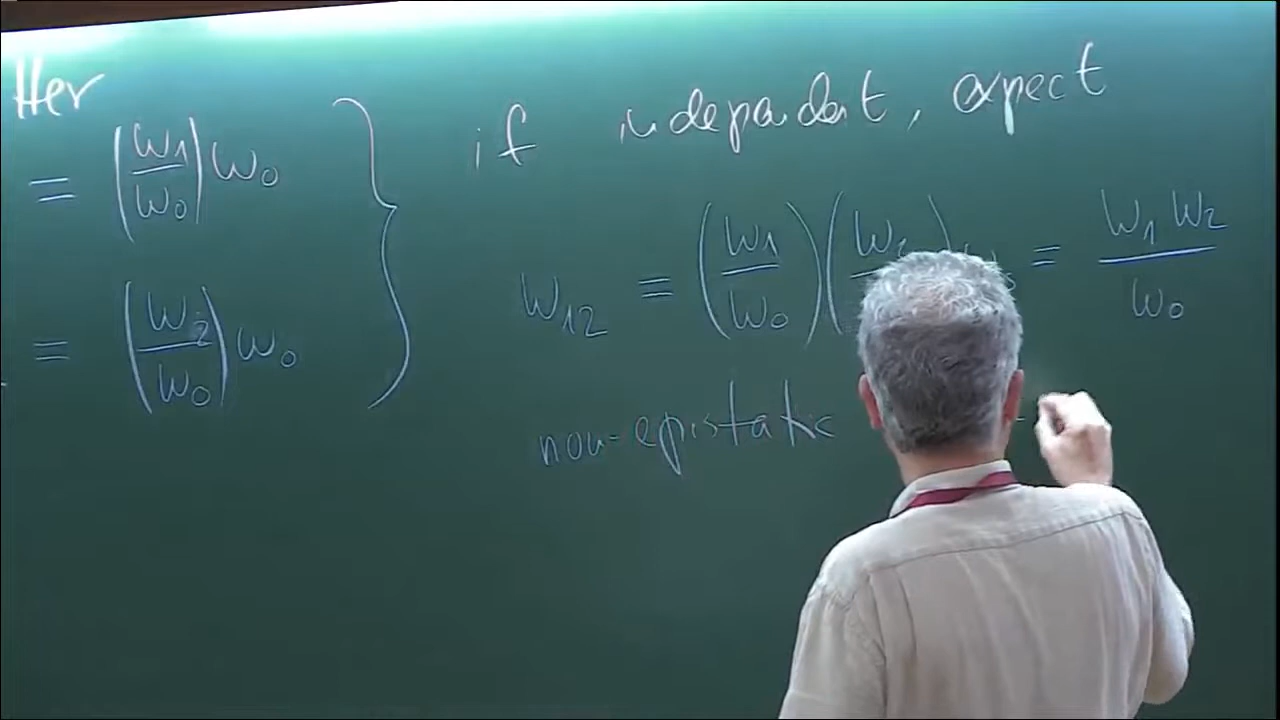 Her
= (w1/w0) w0
if independent, expect
w12 = (w1/w0)(w2/ = w1 w2/w0
= (w2/w0) w0
non-epistatic